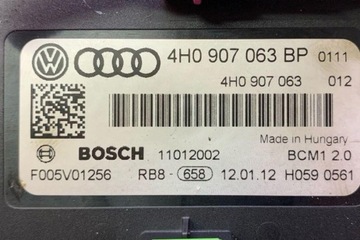 4H0 907 063 BP 0111
4H0 907 063 012
Made in Hungary
BOSCH 11012002 BCM1 2.0
F005V01256 RB8-658 12.01.12 H059 0561